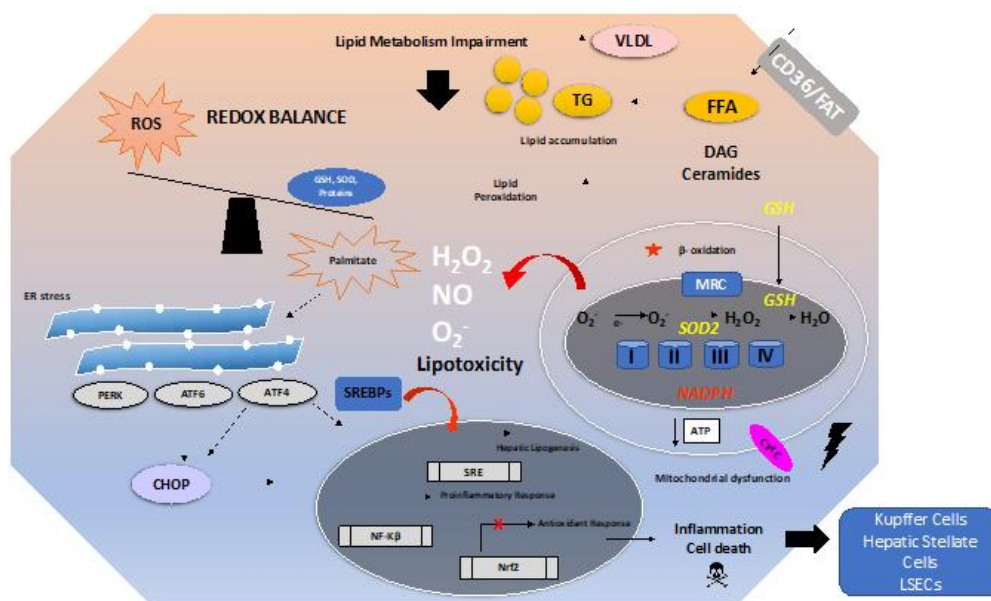 Lipid Metabolism Impairment
VLDL
CD36/FAT
ROS
REDOX BALANCE
TG
FFA
Lipid accumulation
DAG
Ceramides
GSH, SOD,
Proteins
Lipid
Peroxidation
GSH
Palmitate
β- oxidation
H₂O₂
NO
O₂⁻
Lipotoxicity
MRC
GSH
O₂⁻ e- O₂⁻ H₂O₂ H₂O
SOD2
I II III IV
NADPH
ATP
Cyt C
Mitochondrial dysfunction
ER stress
PERK
ATF6
ATF4
SREBPs
Hepatic Lipogenesis
SRE
CHOP
Proinflammatory Response
NF-Kβ
Antioxidant Response
Nrf2
Inflammation
Cell death
Kupffer Cells
Hepatic Stellate
Cells
LSECs